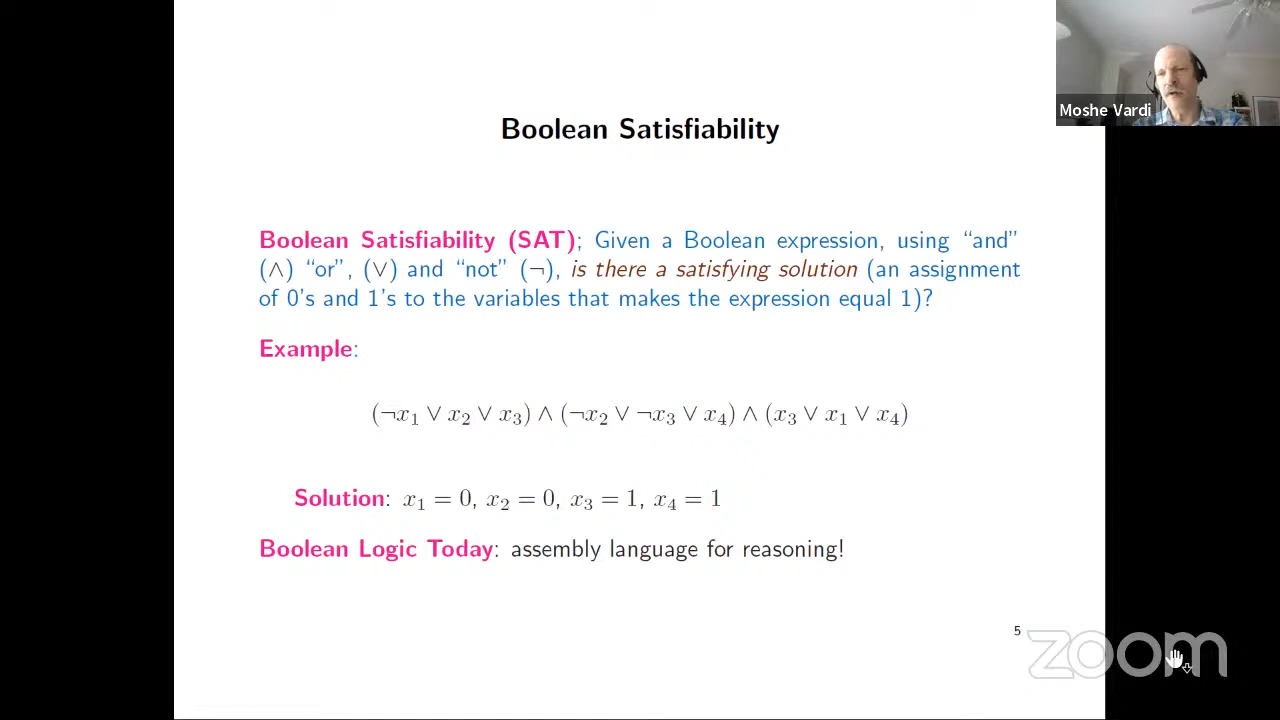 Moshe Vardi
Boolean Satisfiability
Boolean Satisfiability (SAT); Given a Boolean expression, using “and”
(∧) “or”, (∨) and “not” (¬), is there a satisfying solution (an assignment
of 0’s and 1’s to the variables that makes the expression equal 1)?
Example:
(¬x₁ ∨ x₂ ∨ x₃) ∧ (¬x₂ ∨ ¬x₃ ∨ x₄) ∧ (x₃ ∨ x₁ ∨ x₄)
Solution: x₁ = 0, x₂ = 0, x₃ = 1, x₄ = 1
Boolean Logic Today: assembly language for reasoning!
5
zoom